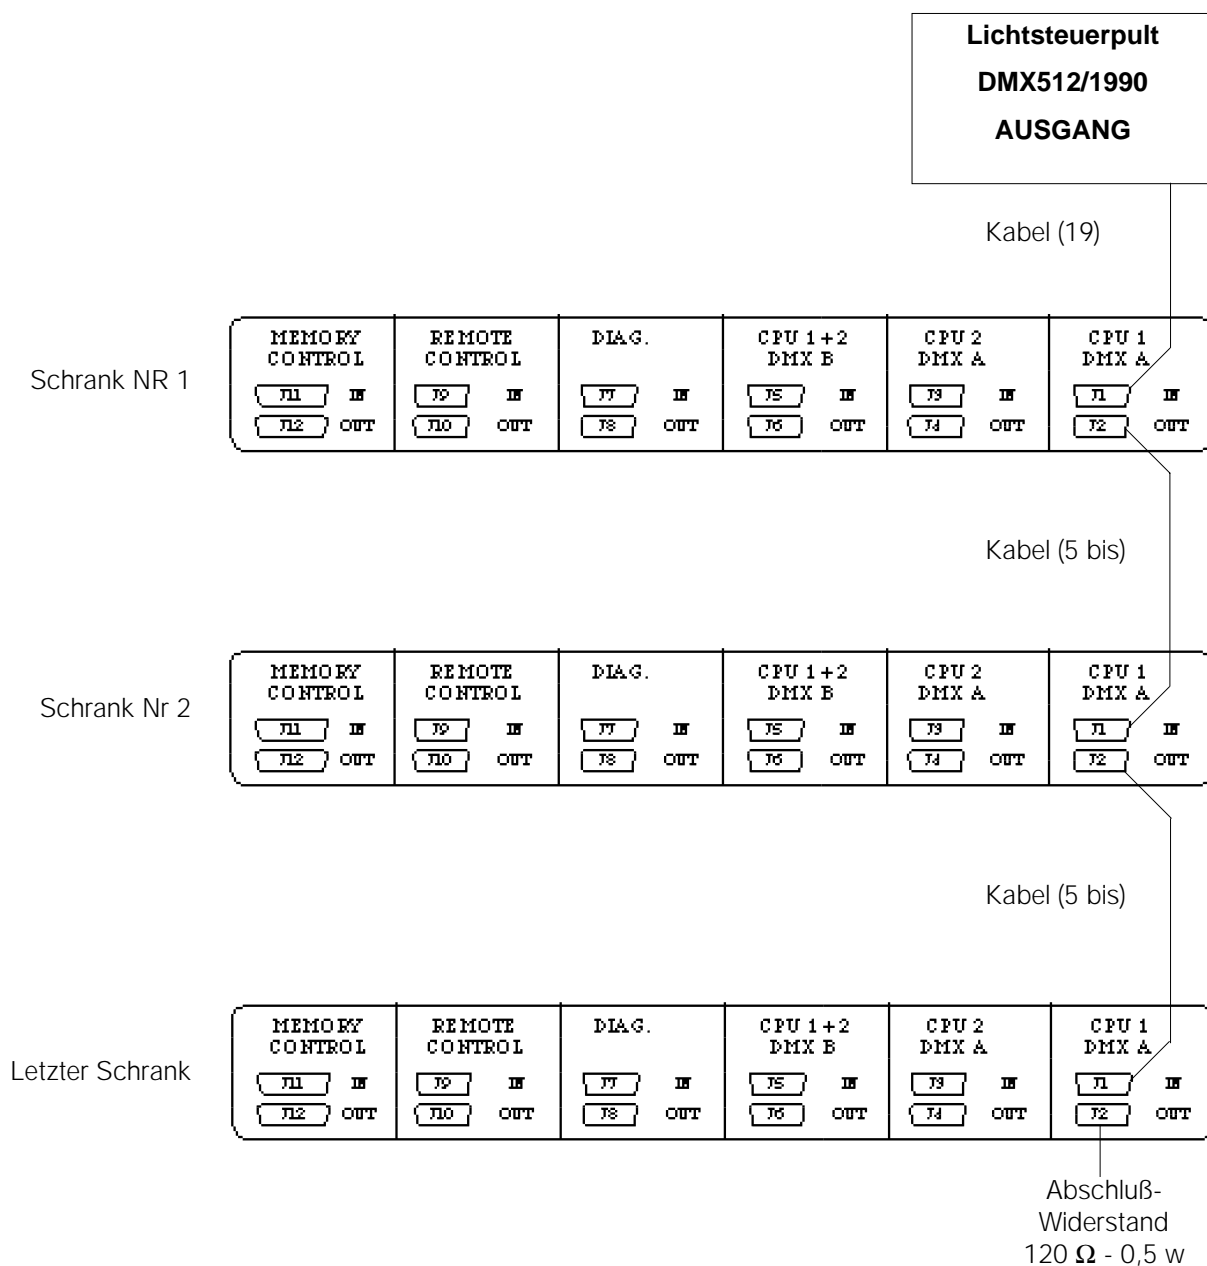 Lichtsteuerpult
DMX512/1990
AUSGANG
Kabel (19)
Schrank NR 1
MEMORY CONTROL
J11 IN
J12 OUT
REMOTE CONTROL
J9 IN
J10 OUT
DIAG.
J7 IN
J8 OUT
CPU 1+2 DMX B
J5 IN
J6 OUT
CPU 2 DMX A
J3 IN
J4 OUT
CPU 1 DMX A
J1 IN
J2 OUT
Kabel (5 bis)
Schrank Nr 2
MEMORY CONTROL
J11 IN
J12 OUT
REMOTE CONTROL
J9 IN
J10 OUT
DIAG.
J7 IN
J8 OUT
CPU 1+2 DMX B
J5 IN
J6 OUT
CPU 2 DMX A
J3 IN
J4 OUT
CPU 1 DMX A
J1 IN
J2 OUT
Kabel (5 bis)
Letzter Schrank
MEMORY CONTROL
J11 IN
J12 OUT
REMOTE CONTROL
J9 IN
J10 OUT
DIAG.
J7 IN
J8 OUT
CPU 1+2 DMX B
J5 IN
J6 OUT
CPU 2 DMX A
J3 IN
J4 OUT
CPU 1 DMX A
J1 IN
J2 OUT
Abschluß-
Widerstand
120 Ω - 0,5 w